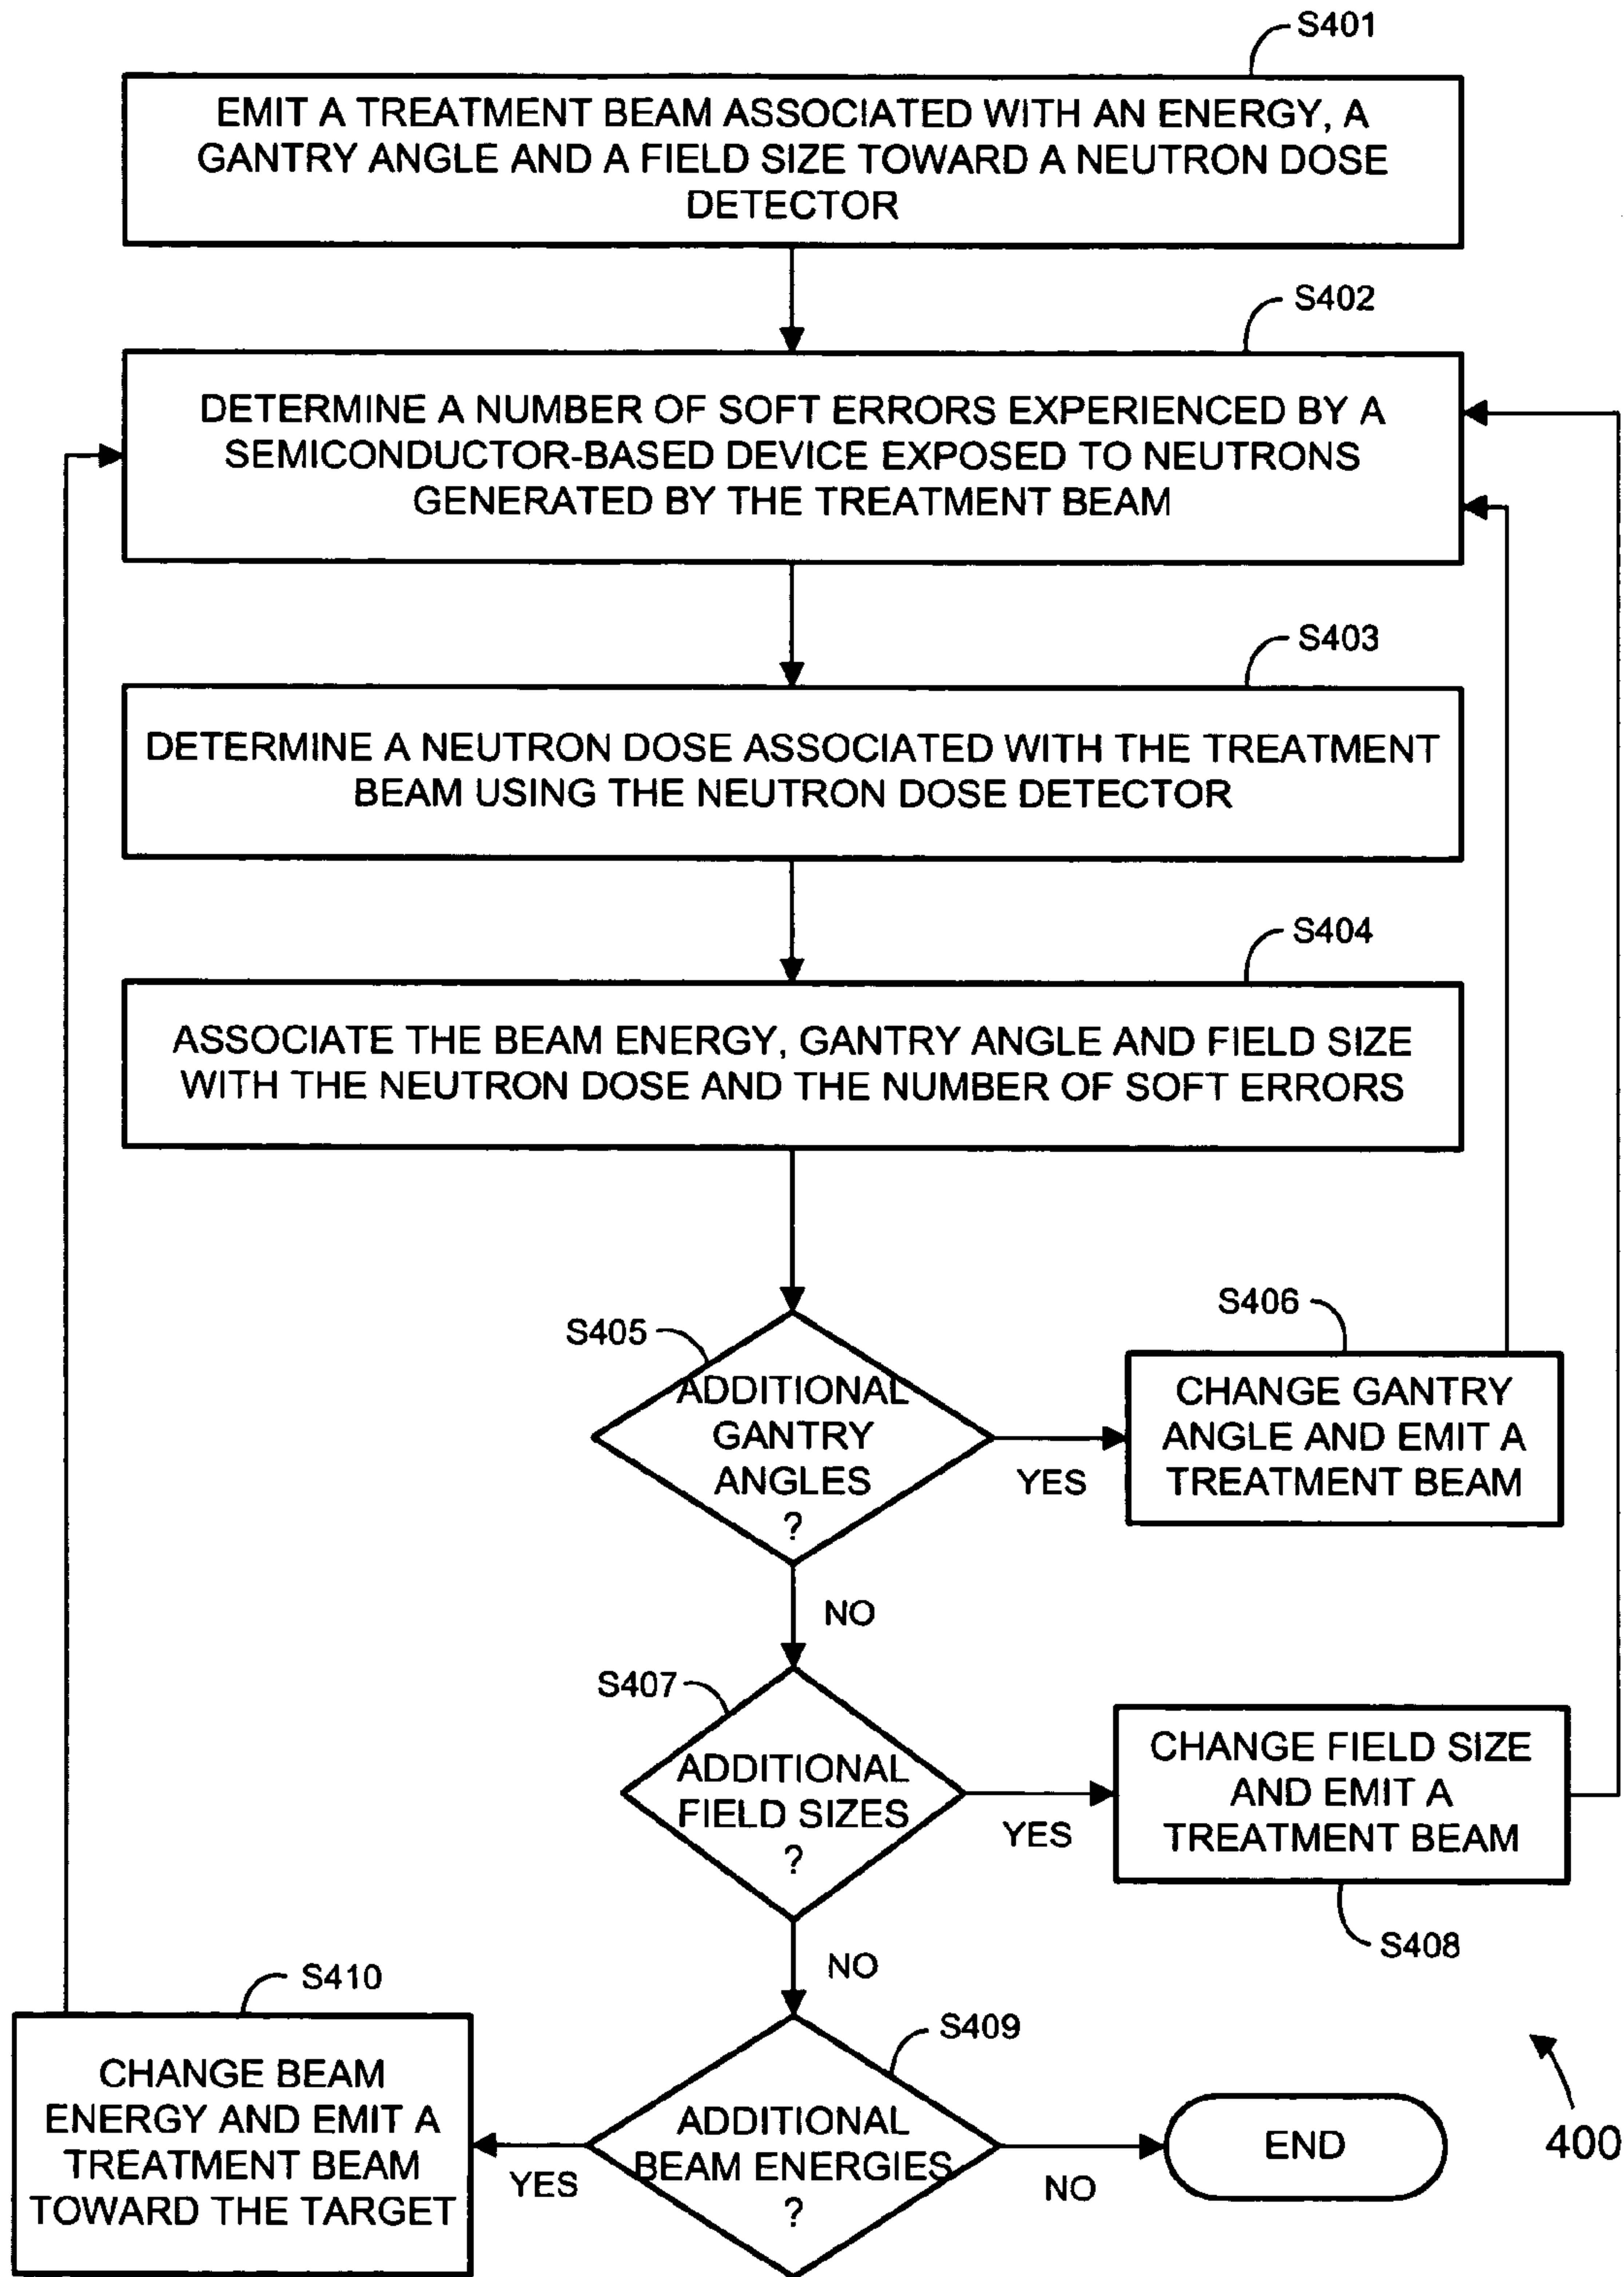 S401
EMIT A TREATMENT BEAM ASSOCIATED WITH AN ENERGY, A
GANTRY ANGLE AND A FIELD SIZE TOWARD A NEUTRON DOSE
DETECTOR
S402
DETERMINE A NUMBER OF SOFT ERRORS EXPERIENCED BY A
SEMICONDUCTOR-BASED DEVICE EXPOSED TO NEUTRONS
GENERATED BY THE TREATMENT BEAM
S403
DETERMINE A NEUTRON DOSE ASSOCIATED WITH THE TREATMENT
BEAM USING THE NEUTRON DOSE DETECTOR
S404
ASSOCIATE THE BEAM ENERGY, GANTRY ANGLE AND FIELD SIZE
WITH THE NEUTRON DOSE AND THE NUMBER OF SOFT ERRORS
S405
ADDITIONAL
GANTRY
ANGLES
?
YES
S406
CHANGE GANTRY
ANGLE AND EMIT A
TREATMENT BEAM
NO
S407
ADDITIONAL
FIELD SIZES
?
YES
CHANGE FIELD SIZE
AND EMIT A
TREATMENT BEAM
S408
NO
S409
ADDITIONAL
BEAM ENERGIES
?
YES
S410
CHANGE BEAM
ENERGY AND EMIT A
TREATMENT BEAM
TOWARD THE TARGET
NO
END
400